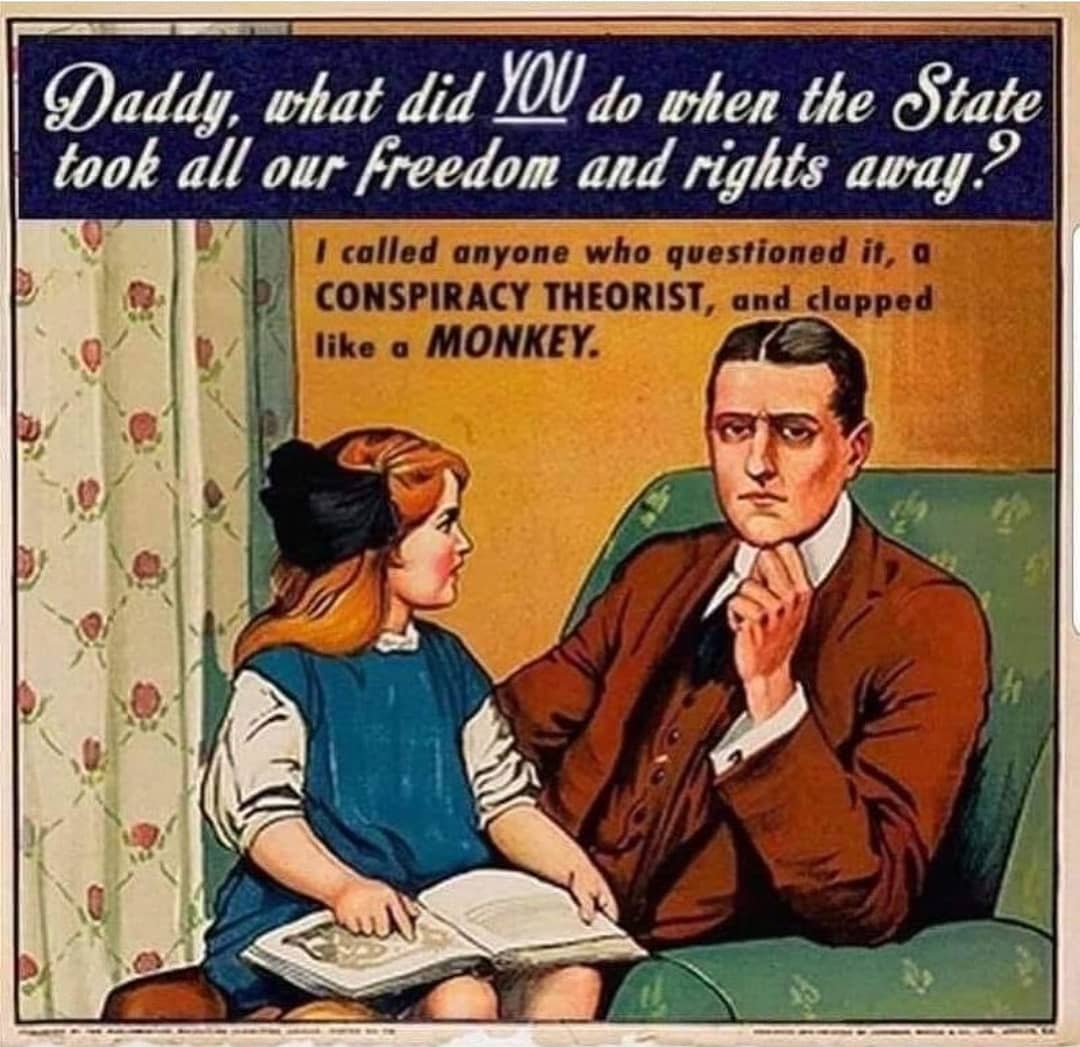 Daddy, what did YOU do when the State
took all our freedom and rights away?
I called anyone who questioned it, a
CONSPIRACY THEORIST, and clapped
like a MONKEY.